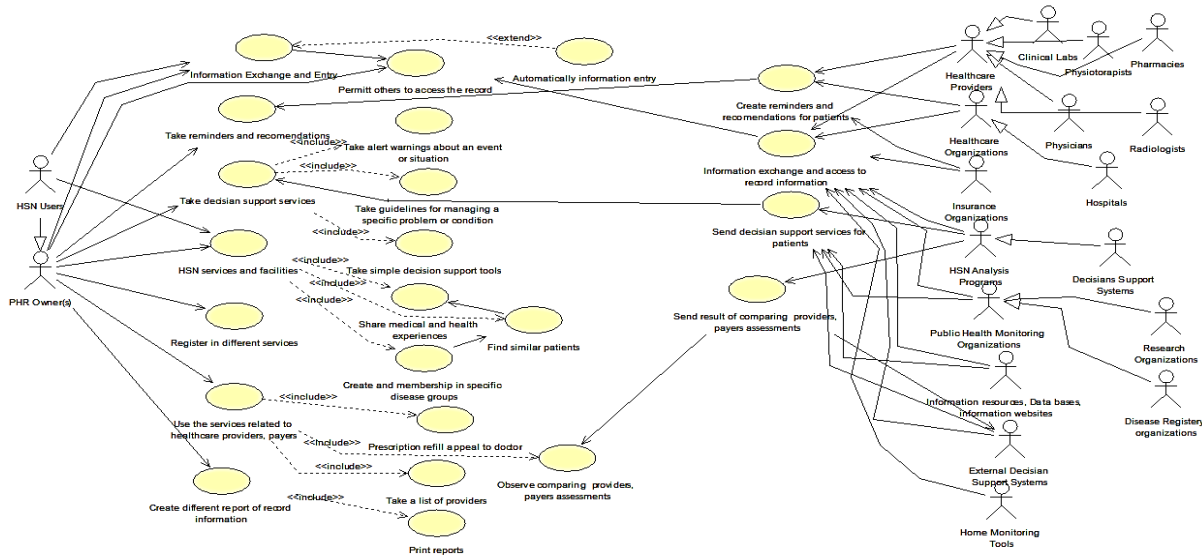 <<extend>>
Information Exchange and Entry
Permitt others to access the record
Automatically information entry
Take reminders and recomendations
<<include>>
Take alert warnings about an event
or situation
<<include>>
Take decisian support services
Take guidelines for managing a
specific problem or condition
<<include>>
HSN services and facilities
Take simple decision support tools
<<include>>
<<include>>
<<include>>
Share medical and health
experiences
Find similar patients
Register in different services
Create and membership in specific
disease groups
<<include>>
Use the services related to
healthcare providers, payers
Prescription refill appeal to doctor
<<include>>
<<include>>
Observe comparing providers,
payers assessments
Take a list of providers
Create different report of record
information
<<include>>
Print reports
HSN Users
PHR Owner(s)
Create reminders and
recomendations for patients
Information exchange and access to
record information
Send decision support services for
patients
Send result of comparing providers,
payers assessments
Healthcare
Providers
Clinical Labs
Physiotorapists
Pharmacies
Healthcare
Organizations
Physicians
Radiologists
Insurance
Organizations
Hospitals
HSN Analysis
Programs
Decisians Support
Systems
Public Health Monitoring
Organizations
Research
Organizations
Information resources, Data bases,
information websites
Disease Registery
organizations
External Decisian
Support Systems
Home Monitoring
Tools